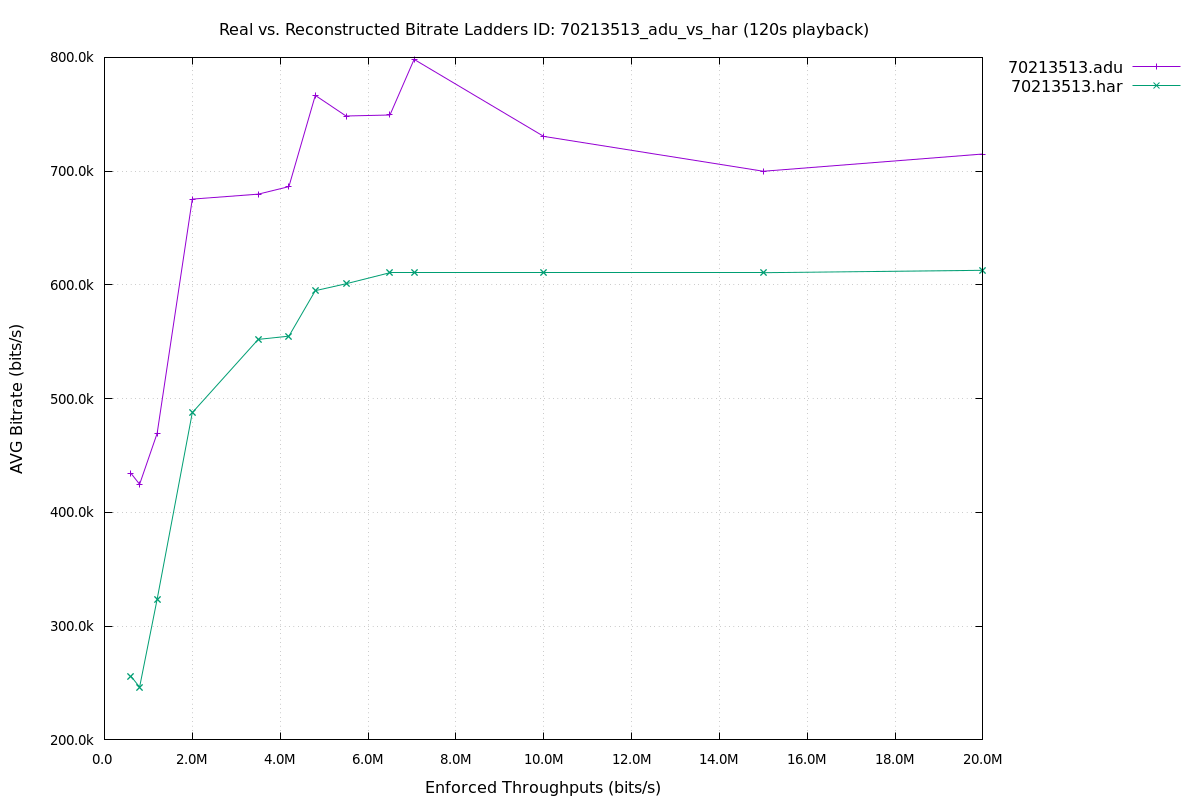 Real vs. Reconstructed Bitrate Ladders ID: 70213513_adu_vs_har (120s playback)
70213513.adu
70213513.har
AVG Bitrate (bits/s)
800.0k
700.0k
600.0k
500.0k
400.0k
300.0k
200.0k
0.0 2.0M 4.0M 6.0M 8.0M 10.0M 12.0M 14.0M 16.0M 18.0M 20.0M
Enforced Throughputs (bits/s)